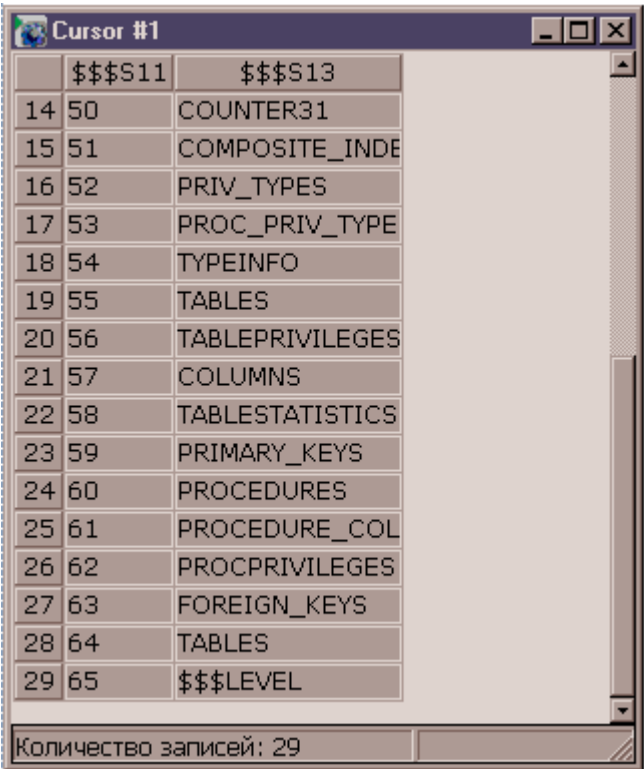 Cursor #1
$$$S11 $$$S13
14 50 COUNTER31
15 51 COMPOSITE_INDE
16 52 PRIV_TYPES
17 53 PROC_PRIV_TYPE
18 54 TYPEINFO
19 55 TABLES
20 56 TABLEPRIVILEGES
21 57 COLUMNS
22 58 TABLESTATISTICS
23 59 PRIMARY_KEYS
24 60 PROCEDURES
25 61 PROCEDURE_COL
26 62 PROCPRIVILEGES
27 63 FOREIGN_KEYS
28 64 TABLES
29 65 $$$LEVEL
Количество записей: 29